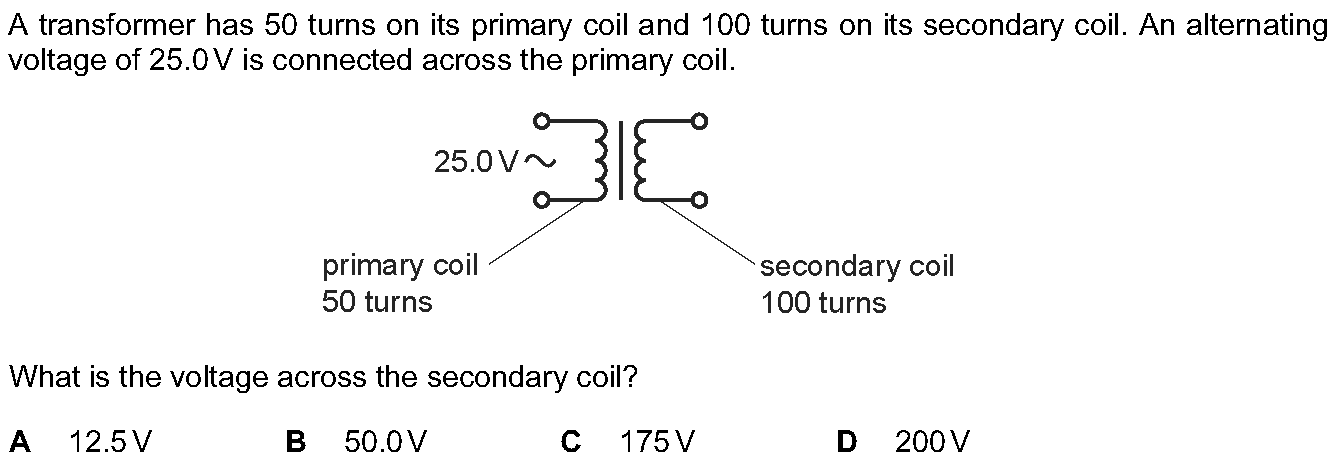 A transformer has 50 turns on its primary coil and 100 turns on its secondary coil. An alternating
voltage of 25.0 V is connected across the primary coil.
25.0 V ~
primary coil
50 turns
secondary coil
100 turns
What is the voltage across the secondary coil?
A 12.5 V B 50.0 V C 175 V D 200 V